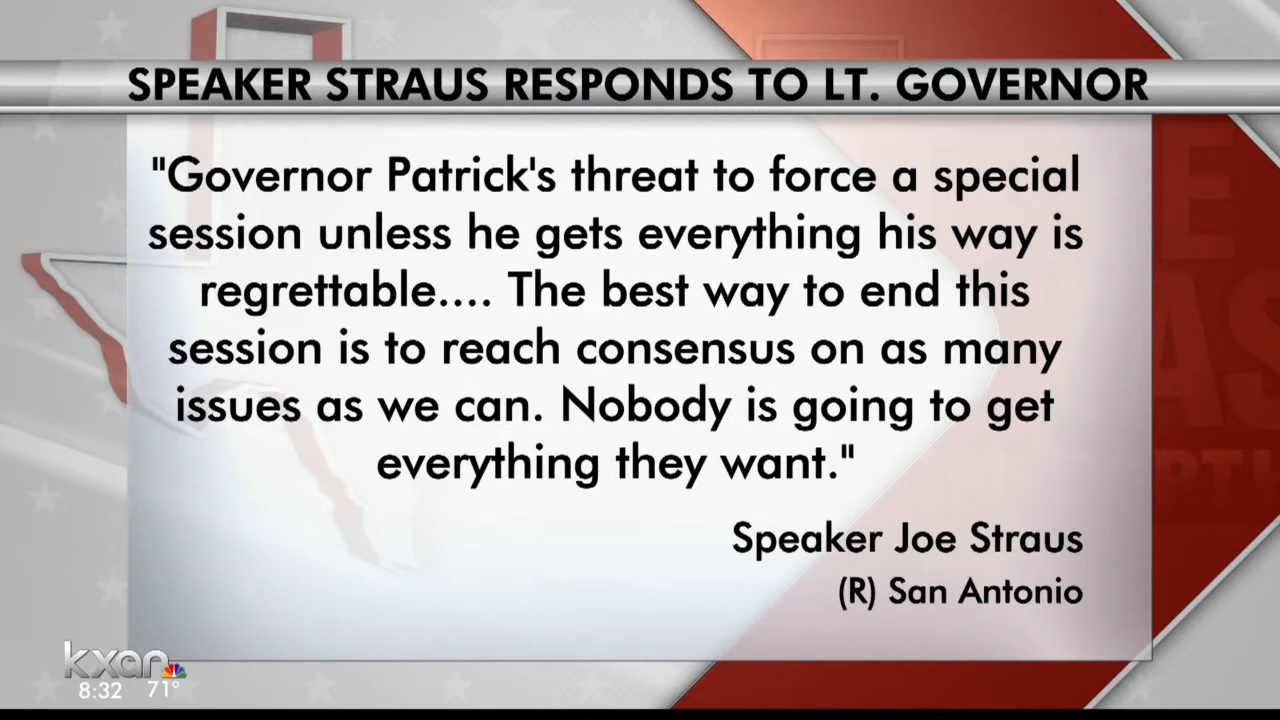 SPEAKER STRAUS RESPONDS TO LT. GOVERNOR
"Governor Patrick's threat to force a special
session unless he gets everything his way is
regrettable.... The best way to end this
session is to reach consensus on as many
issues as we can. Nobody is going to get
everything they want."
Speaker Joe Straus
(R) San Antonio
kxan
8:32 71°